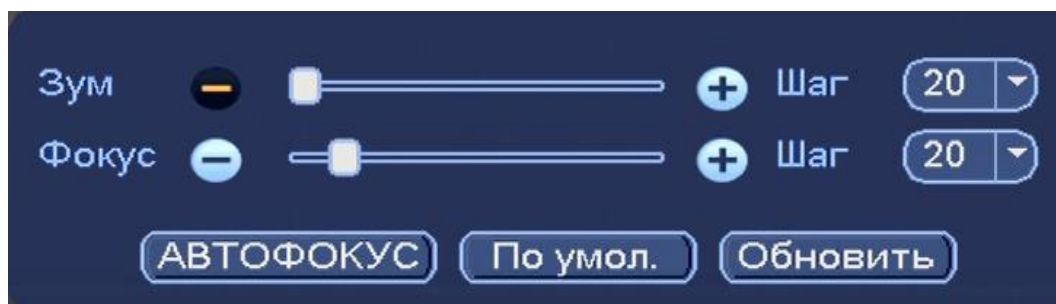 Зум Шаг 20
Фокус Шаг 20
АВТОФОКУС По умол. Обновить